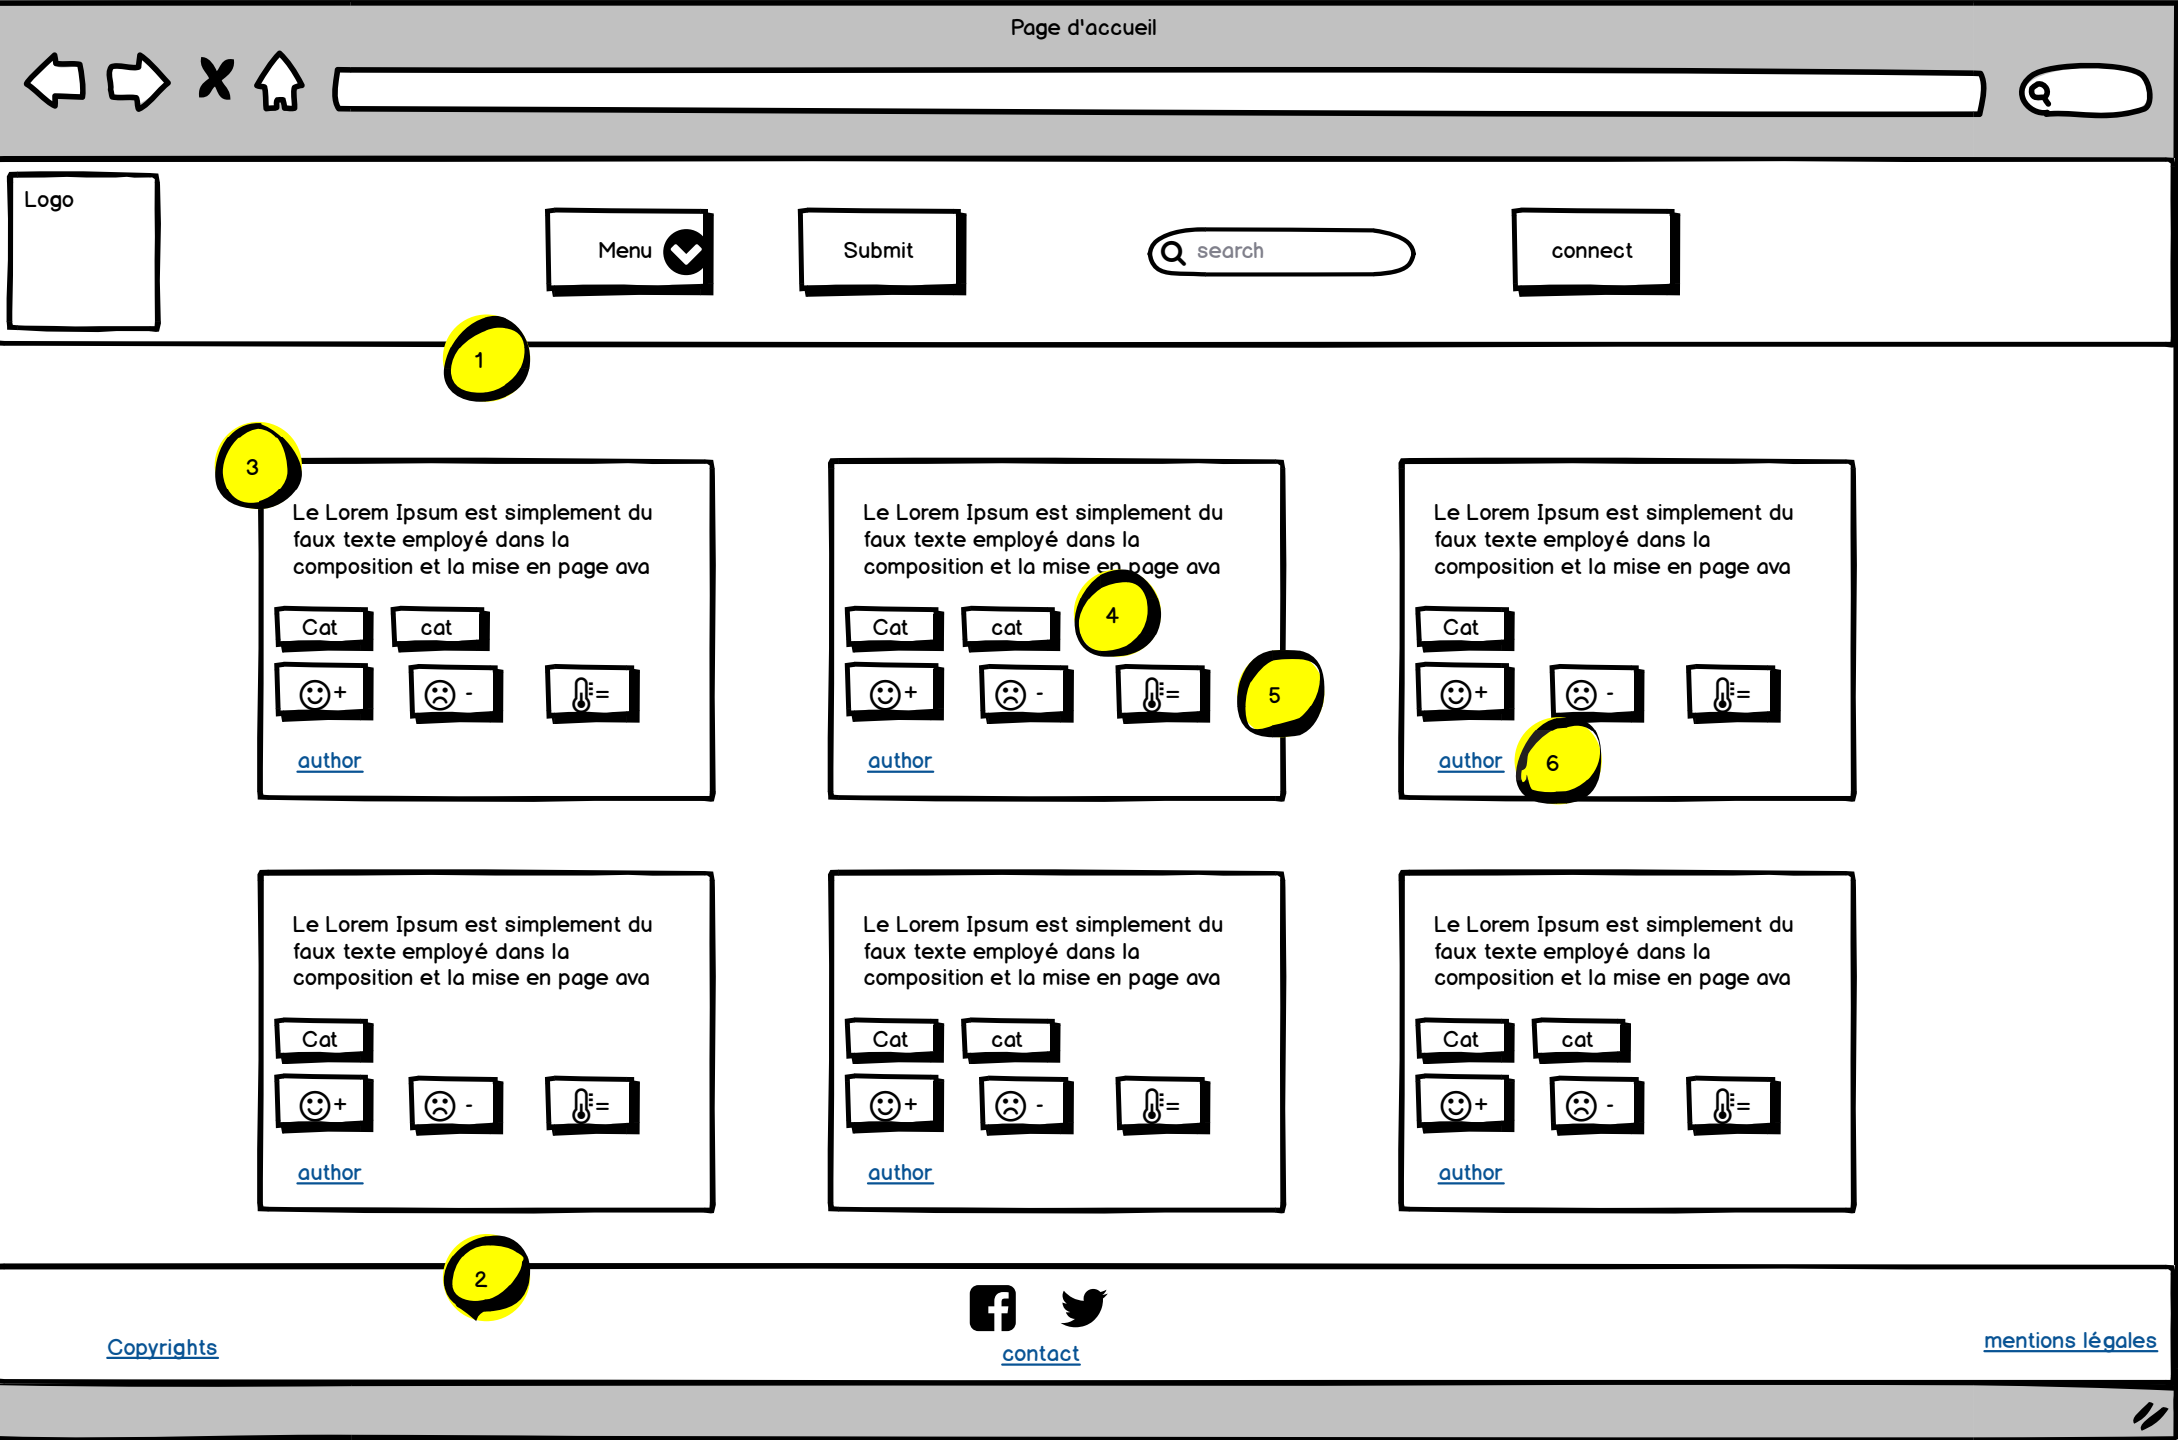 Page d'accueil
Logo
Menu
Submit
search
connect
1
3
Le Lorem Ipsum est simplement du
faux texte employé dans la
composition et la mise en page ava
Cat cat
+ - =
author
Le Lorem Ipsum est simplement du
faux texte employé dans la
composition et la mise en page ava
4
Cat cat
+ - =
5
author
Le Lorem Ipsum est simplement du
faux texte employé dans la
composition et la mise en page ava
Cat
+ - =
author
6
Le Lorem Ipsum est simplement du
faux texte employé dans la
composition et la mise en page ava
Cat
+ - =
author
Le Lorem Ipsum est simplement du
faux texte employé dans la
composition et la mise en page ava
Cat cat
+ - =
author
Le Lorem Ipsum est simplement du
faux texte employé dans la
composition et la mise en page ava
Cat cat
+ - =
author
2
Copyrights
contact
mentions légales